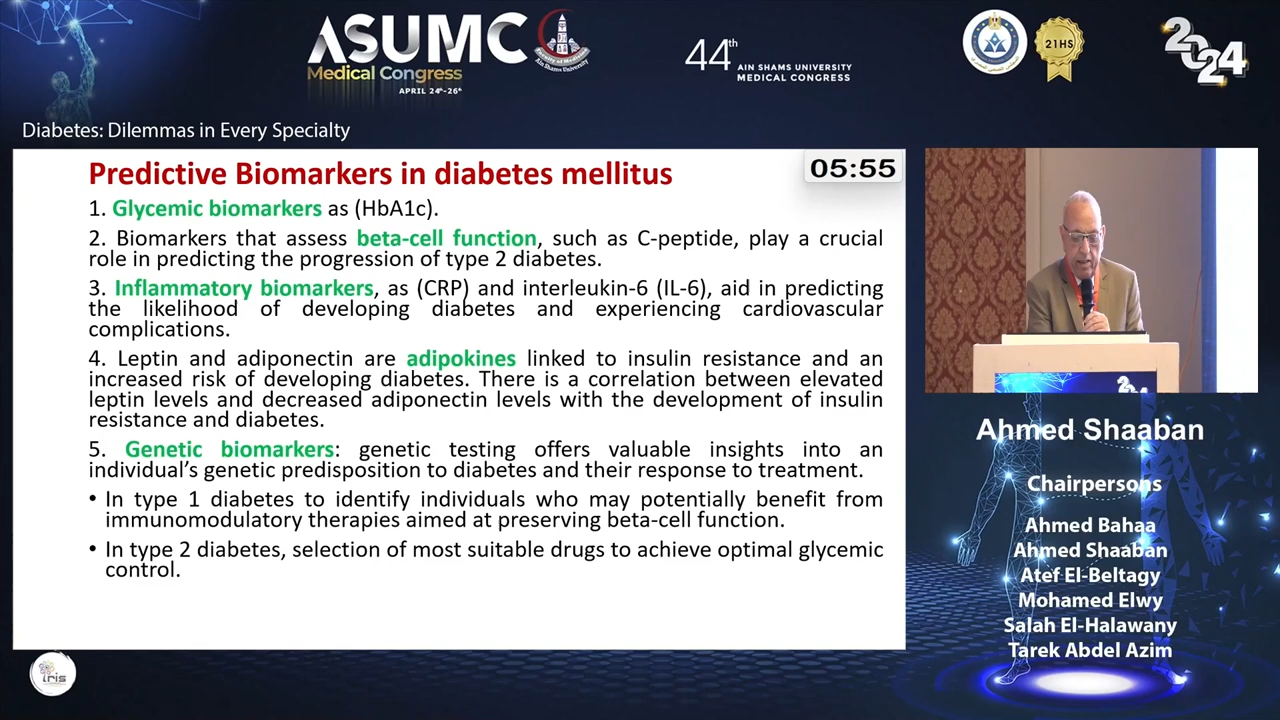 ASUMC
Medical Congress
APRIL 24th-26th
Faculty of Medicine
Ain Shams University
44th
AIN SHAMS UNIVERSITY
MEDICAL CONGRESS
21HS
2024
Diabetes: Dilemmas in Every Specialty
Predictive Biomarkers in diabetes mellitus
05:55
1. Glycemic biomarkers as (HbA1c).
2. Biomarkers that assess beta-cell function, such as C-peptide, play a crucial
role in predicting the progression of type 2 diabetes.
3. Inflammatory biomarkers, as (CRP) and interleukin-6 (IL-6), aid in predicting
the likelihood of developing diabetes and experiencing cardiovascular
complications.
4. Leptin and adiponectin are adipokines linked to insulin resistance and an
increased risk of developing diabetes. There is a correlation between elevated
leptin levels and decreased adiponectin levels with the development of insulin
resistance and diabetes.
5. Genetic biomarkers: genetic testing offers valuable insights into an
individual's genetic predisposition to diabetes and their response to treatment.
• In type 1 diabetes to identify individuals who may potentially benefit from
immunomodulatory therapies aimed at preserving beta-cell function.
• In type 2 diabetes, selection of most suitable drugs to achieve optimal glycemic
control.
Ahmed Shaaban
Chairpersons
Ahmed Bahaa
Ahmed Shaaban
Atef El-Beltagy
Mohamed Elwy
Salah El-Halawany
Tarek Abdel Azim
iris